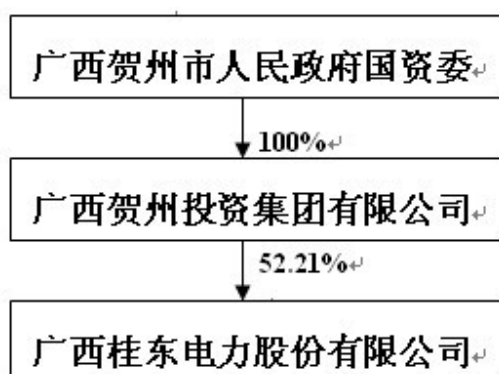 广西贺州市人民政府国资委
100%
广西贺州投资集团有限公司
52.21%
广西桂东电力股份有限公司